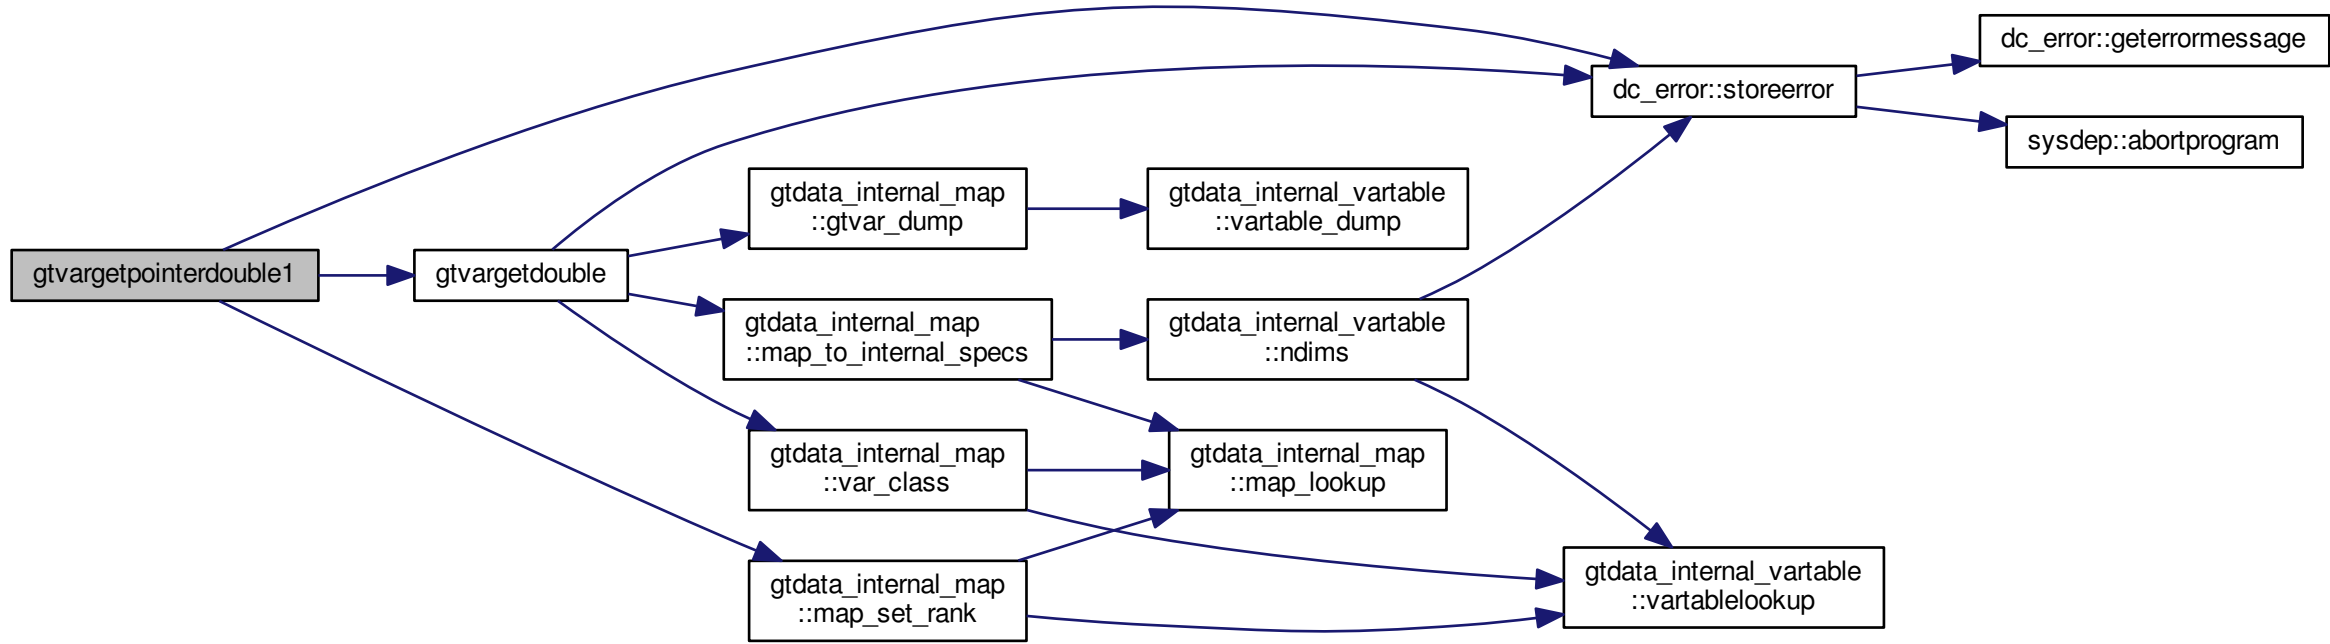 gtvargetpointerdouble1
gtvargetdouble
gtdata_internal_map
::gtvar_dump
gtdata_internal_map
::map_to_internal_specs
gtdata_internal_map
::var_class
gtdata_internal_map
::map_set_rank
gtdata_internal_vartable
::vartable_dump
gtdata_internal_vartable
::ndims
gtdata_internal_map
::map_lookup
dc_error::storeerror
gtdata_internal_vartable
::vartablelookup
dc_error::geterrormessage
sysdep::abortprogram